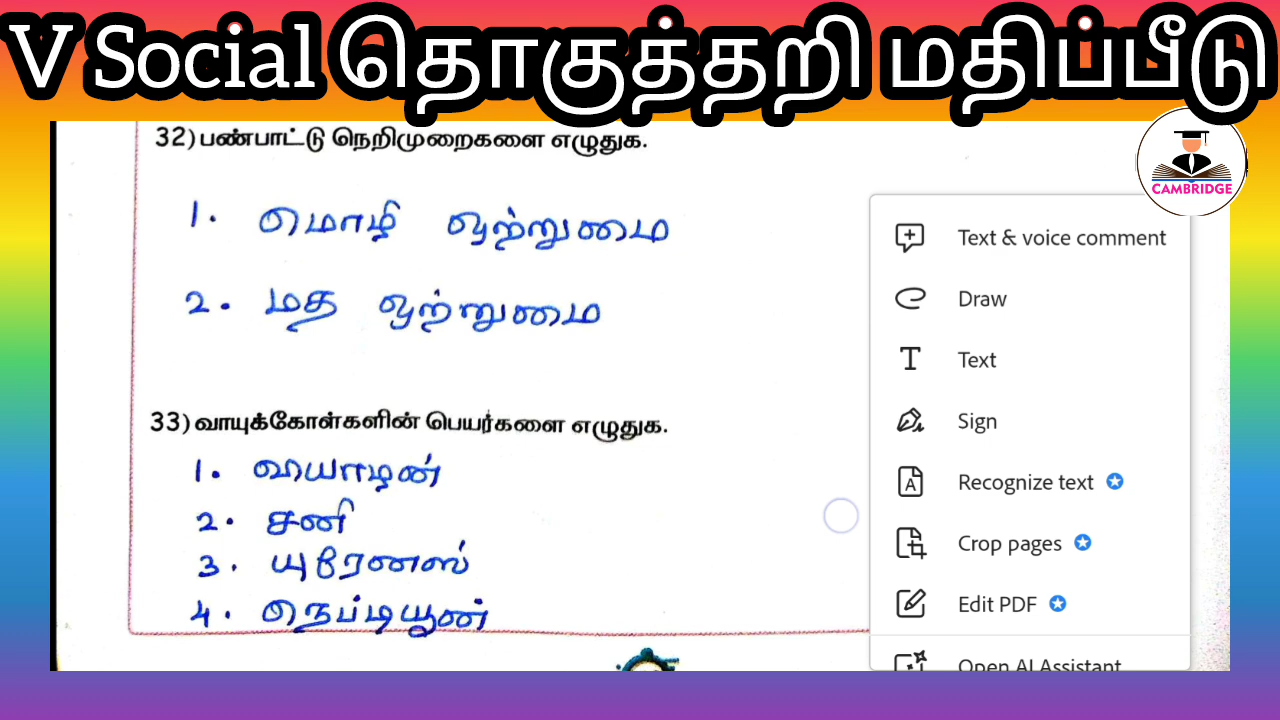 V Social தொகுத்தறி மதிப்பீடு
CAMBRIDGE
32) பண்பாட்டு நெறிமுறைகளை எழுதுக.
1. மொழி ஒற்றுமை
2. மத ஒற்றுமை
33) வாயுக்கோள்களின் பெயர்களை எழுதுக.
1. வியாழன்
2. சனி
3. யுரேனஸ்
4. நெப்டியூன்
Text & voice comment
Draw
Text
Sign
Recognize text
Crop pages
Edit PDF
Open AI Assistant